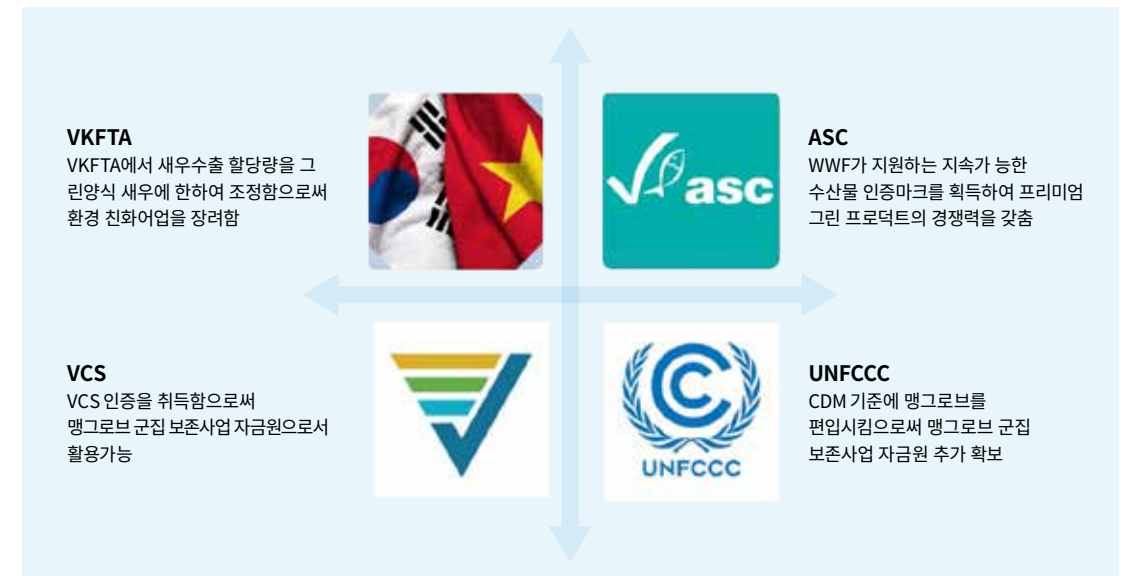 VKFTA
VKFTA에서 새우수출 할당량을 그
린양식 새우에 한하여 조정함으로써
환경 친화어업을 장려함
asc
ASC
WWF가 지원하는 지속가 능한
수산물 인증마크를 획득하여 프리미엄
그린 프로덕트의 경쟁력을 갖춤
VCS
VCS 인증을 취득함으로써
맹그로브 군집 보존사업 자금원으로서
활용가능
UNFCCC
UNFCCC
CDM 기준에 맹그로브를
편입시킴으로써 맹그로브 군집
보존사업 자금원 추가 확보